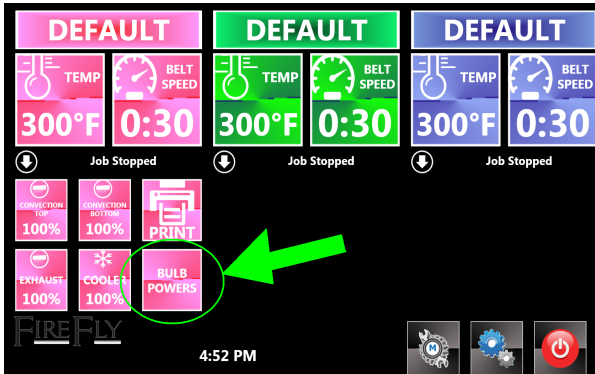 DEFAULT DEFAULT DEFAULT
TEMP BELT SPEED TEMP BELT SPEED TEMP BELT SPEED
300°F 0:30 300°F 0:30 300°F 0:30
Job Stopped Job Stopped Job Stopped
CONVECTION TOP 100% CONVECTION BOTTOM 100% PRINT
EXHAUST 100% COOLER 100% BULB POWERS
FIREFLY
4:52 PM
M